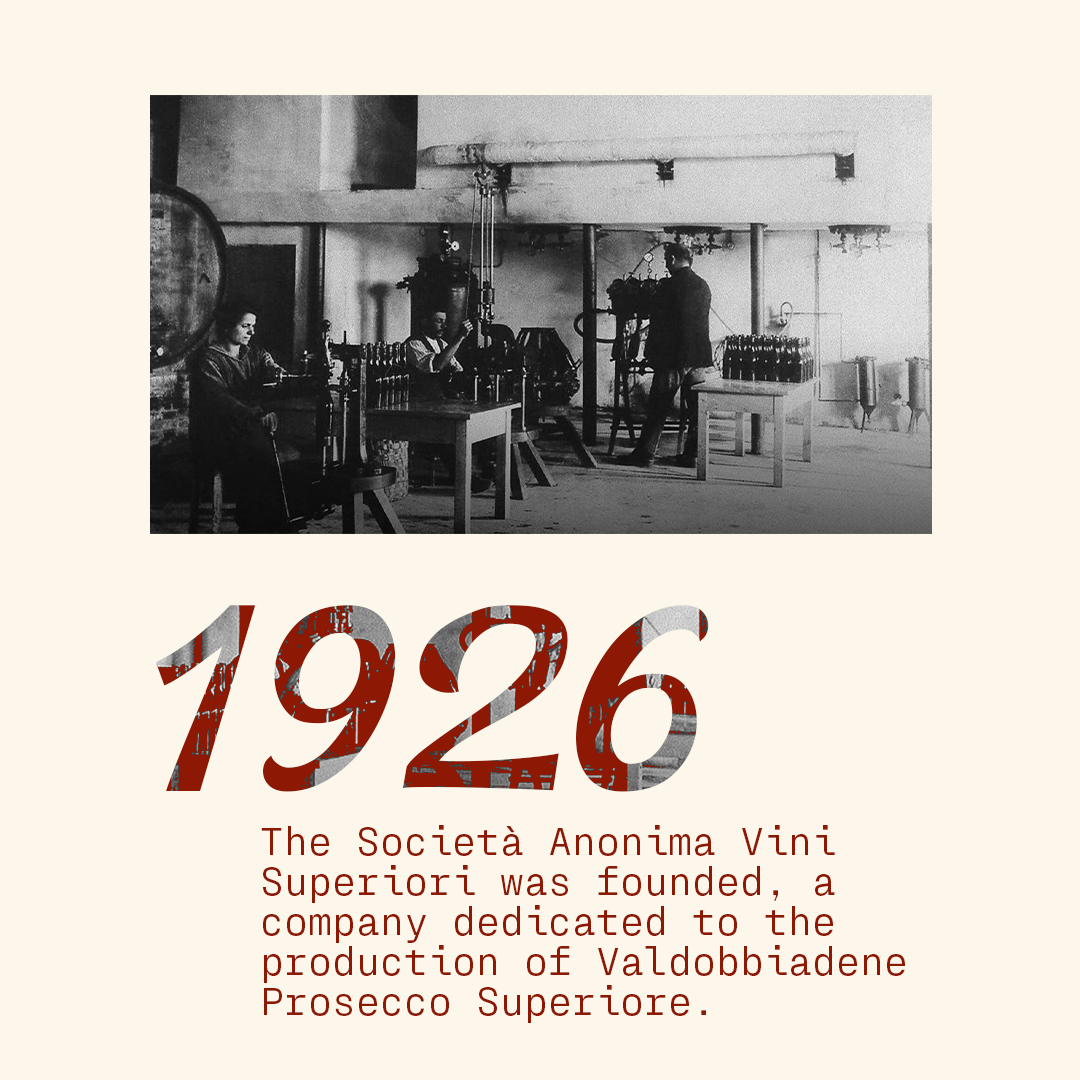 1926
The Società Anonima Vini
Superiori was founded, a
company dedicated to the
production of Valdobbiadene
Prosecco Superiore.